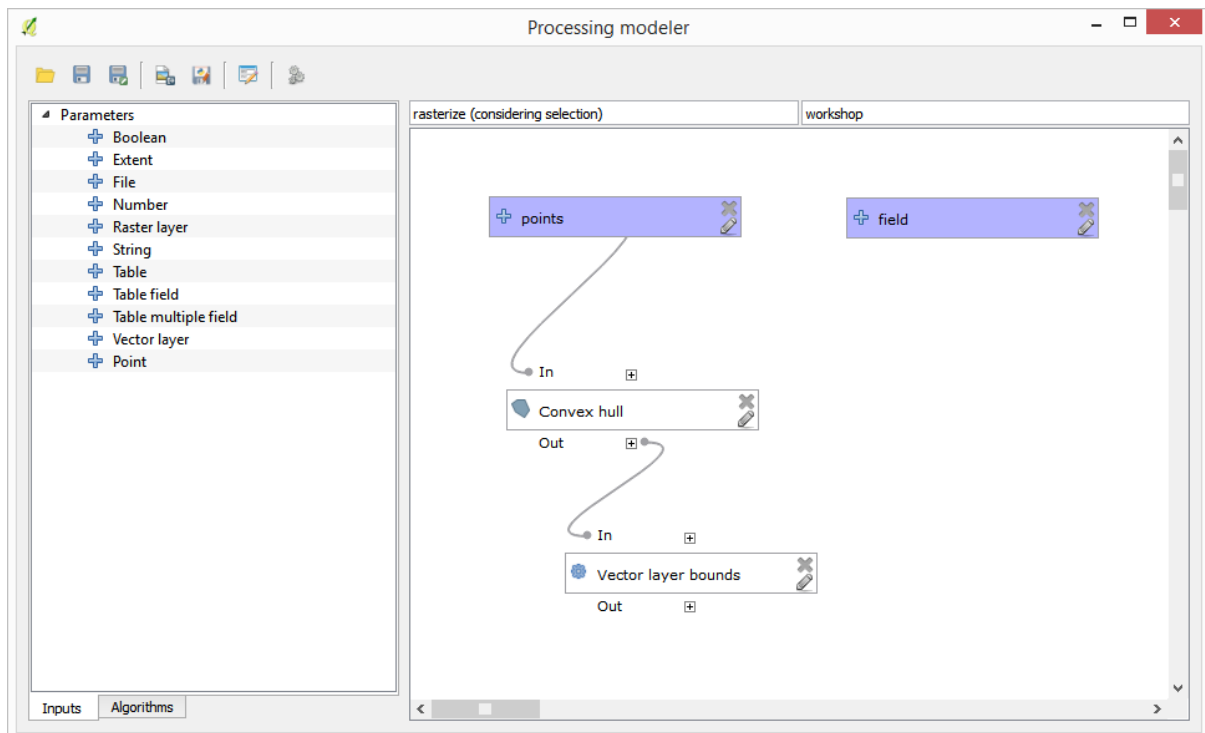 Processing modeler
Parameters
Boolean
Extent
File
Number
Raster layer
String
Table
Table field
Table multiple field
Vector layer
Point
Inputs
Algorithms
rasterize (considering selection)
workshop
points
field
In
Convex hull
Out
In
Vector layer bounds
Out